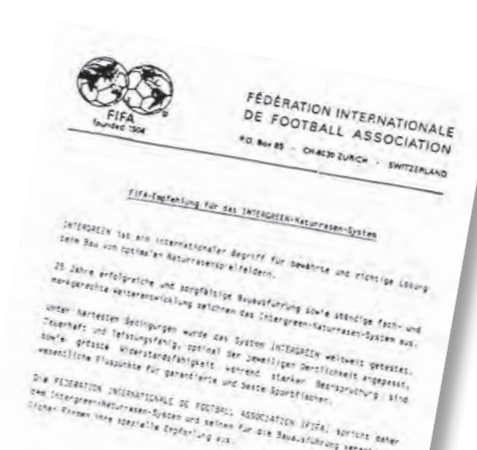 FIFA
founded 1904
FÉDÉRATION INTERNATIONALE
DE FOOTBALL ASSOCIATION
P.O. Box 85 - CH-8030 ZURICH - SWITZERLAND
FIFA-Empfehlung für das INTERGREEN-Naturrasen-System
INTERGREEN ist ein internationaler Begriff für bewährte und richtige Lösung
beim Bau von optimalen Naturrasenspielfeldern.
25 Jahre erfolgreiche und sorgfältige Bauausführung sowie ständige fach- und
markgerechte Weiterentwicklung zeichnen das Intergreen-Naturrasen-System aus.
Unter härtesten Bedingungen wurde das System INTERGREEN weltweit getestet.
Dauerhaft und leistungsfähig, optimal der jeweiligen Oertlichkeit angepasst,
sowie grösste Widerstandsfähigkeit während starker Beanspruchung sind
wesentliche Pluspunkte für garantierte und beste Sportflächen.
Die FEDERATION INTERNATIONALE DE FOOTBALL ASSOCIATION (FIFA) spricht daher
dem Intergreen-Naturrasen-System und seinen für die Bauausführung
licher Firmen ihre spezielle Empfehlung aus.